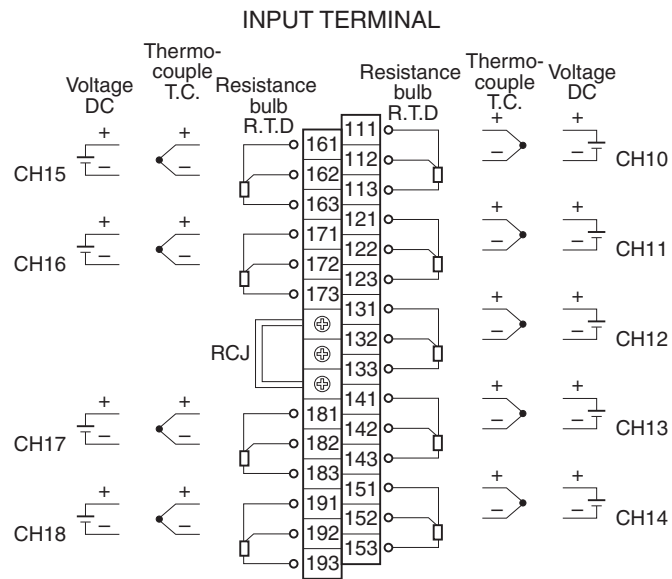 INPUT TERMINAL
Voltage
DC
Thermo-
couple
T.C.
Resistance
bulb
R.T.D
Resistance
bulb
R.T.D
Thermo-
couple
T.C.
Voltage
DC
CH15
+
−
+
−
161
162
163
CH16
+
−
+
−
171
172
173
RCJ
CH17
+
−
+
−
181
182
183
CH18
+
−
+
−
191
192
193
111
112
113
+
−
+
−
CH10
121
122
123
+
−
+
−
CH11
131
132
133
+
−
+
−
CH12
141
142
143
+
−
+
−
CH13
151
152
153
+
−
+
−
CH14